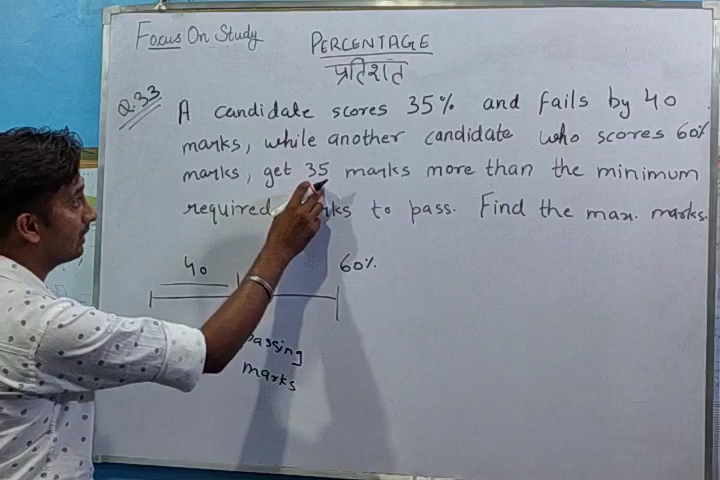 Focus On Study
PERCENTAGE
प्रतिशत
Q.33
A candidate scores 35% and fails by 40
marks, while another candidate who scores 60%
marks, get 35 marks more than the minimum
required to pass. Find the max. marks.
40 60%
marks